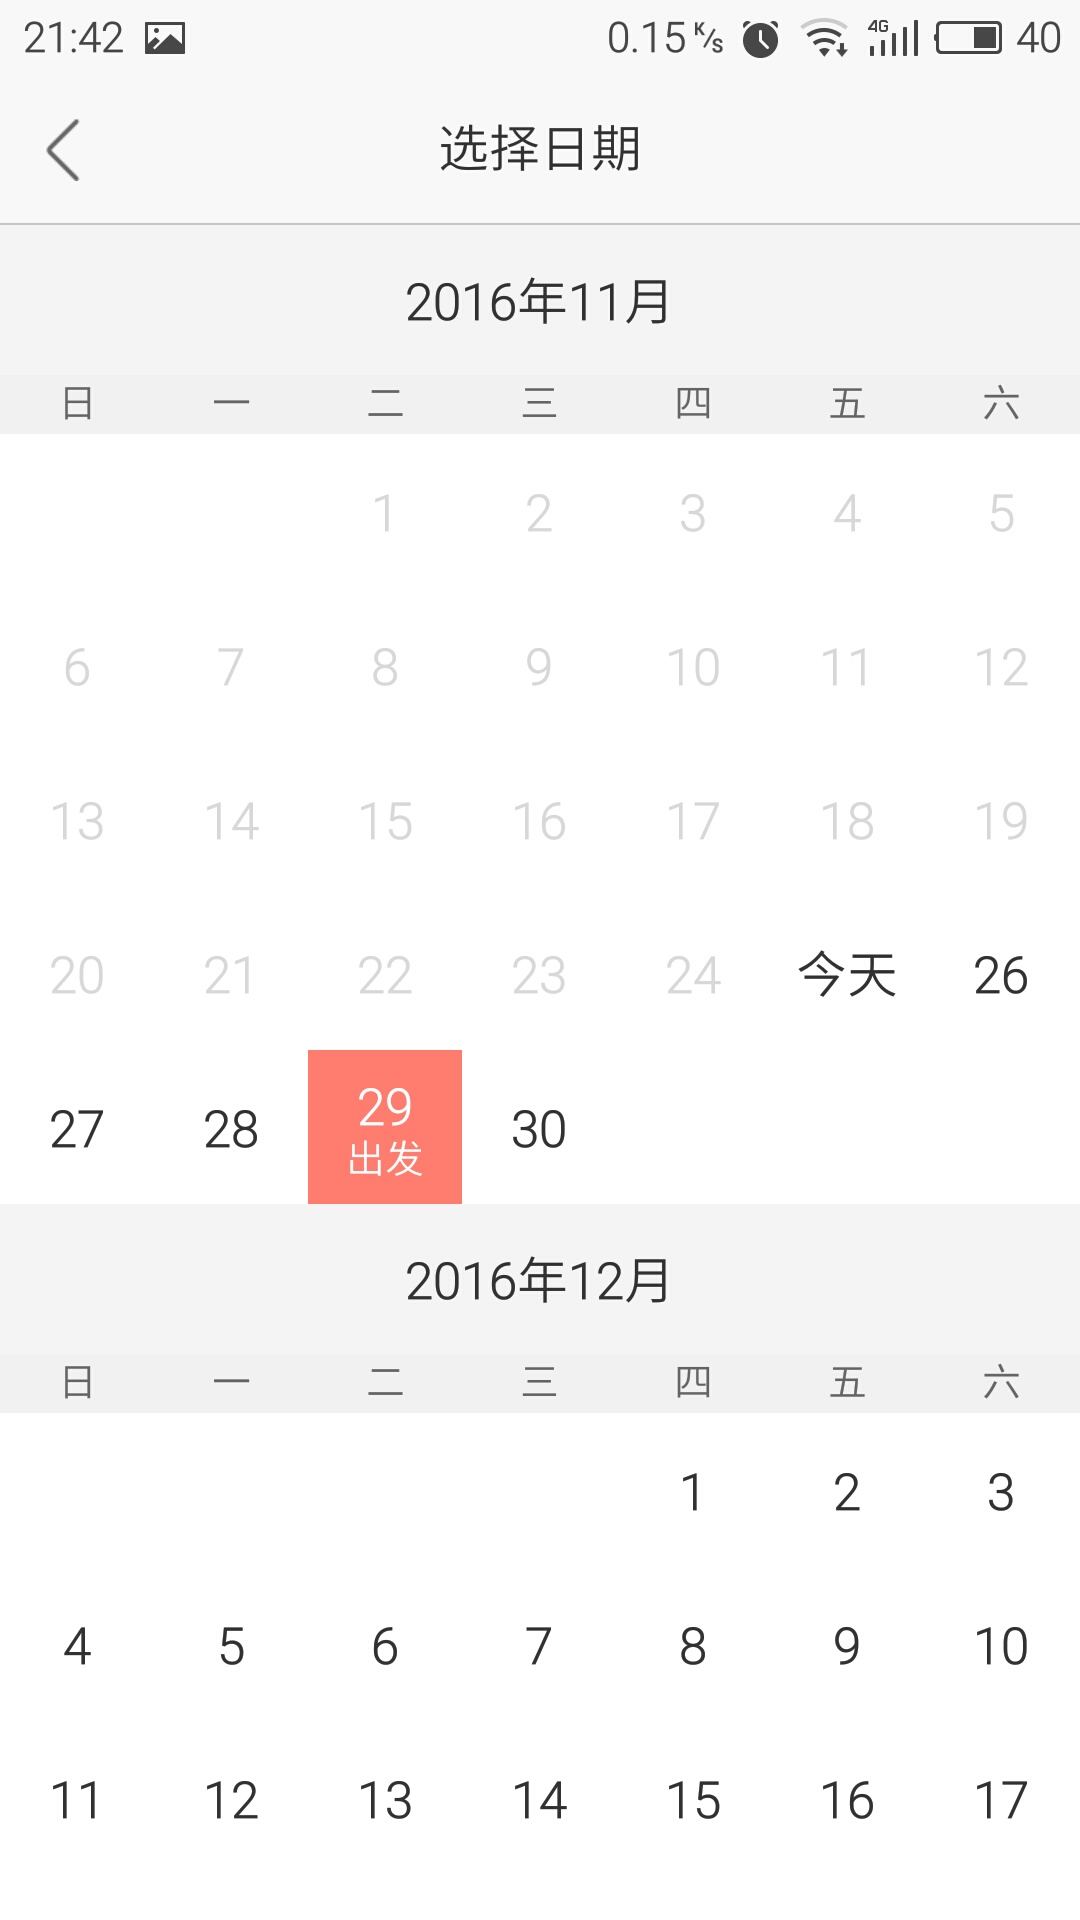 21:42 0.15 K/s 4G 40
选择日期
2016年11月
日 一 二 三 四 五 六
1 2 3 4 5
6 7 8 9 10 11 12
13 14 15 16 17 18 19
20 21 22 23 24 今天 26
27 28 29 30
出发
2016年12月
日 一 二 三 四 五 六
1 2 3
4 5 6 7 8 9 10
11 12 13 14 15 16 17